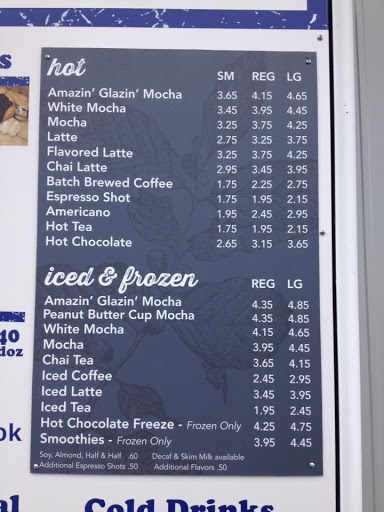 s
hot SM REG LG
Amazin' Glazin' Mocha 3.65 4.15 4.65
White Mocha 3.45 3.95 4.45
Mocha 3.25 3.75 4.25
Latte 2.75 3.25 3.75
Flavored Latte 3.25 3.75 4.25
Chai Latte 2.95 3.45 3.95
Batch Brewed Coffee 1.75 2.25 2.75
Espresso Shot 1.75 1.95 2.15
Americano 1.95 2.45 2.95
Hot Tea 1.75 1.95 2.15
Hot Chocolate 2.65 3.15 3.65
iced & frozen REG LG
Amazin' Glazin' Mocha 4.35 4.85
Peanut Butter Cup Mocha 4.35 4.85
White Mocha 4.15 4.65
Mocha 3.95 4.45
Chai Tea 3.65 4.15
Iced Coffee 2.45 2.95
Iced Latte 3.45 3.95
Iced Tea 1.95 2.45
Hot Chocolate Freeze - Frozen Only 4.25 4.75
Smoothies - Frozen Only 3.95 4.45
Soy, Almond, Half & Half .60 Decaf & Skim Milk available
Additional Espresso Shots .50 Additional Flavors .50
40
ok
al
Cold Drinks